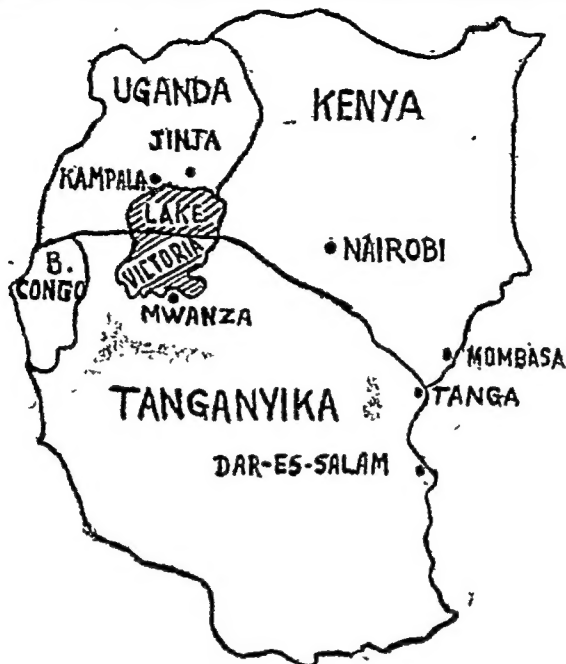 UGANDA
KENYA
JINJA
KAMPALA
LAKE
VICTORIA
NAIROBI
B.
CONGO
MWANZA
MOMBASA
TANGANYIKA
TANGA
DAR-ES-SALAM